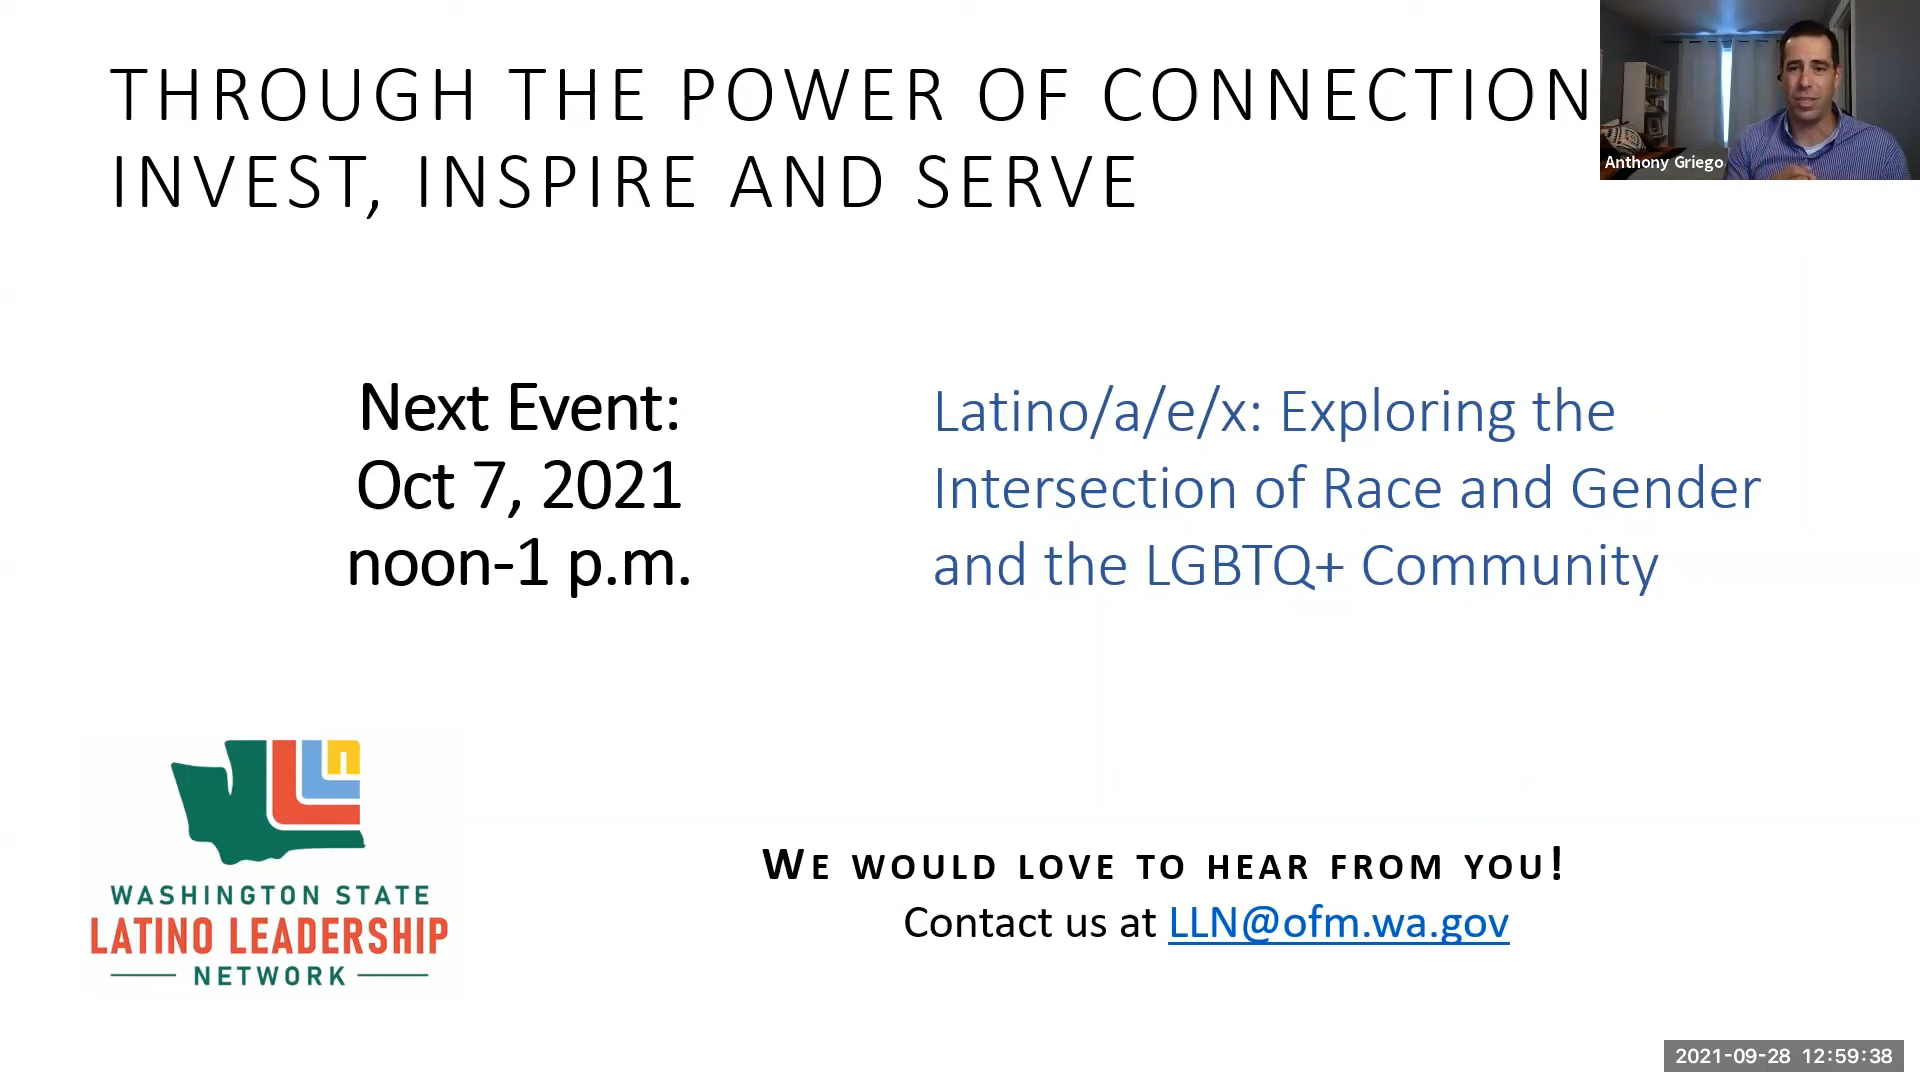 THROUGH THE POWER OF CONNECTION
INVEST, INSPIRE AND SERVE
Anthony Griego
Next Event:
Oct 7, 2021
noon-1 p.m.
Latino/a/e/x: Exploring the
Intersection of Race and Gender
and the LGBTQ+ Community
LLn
WASHINGTON STATE
LATINO LEADERSHIP
NETWORK
WE WOULD LOVE TO HEAR FROM YOU!
Contact us at LLN@ofm.wa.gov
2021-09-28 12:59:38